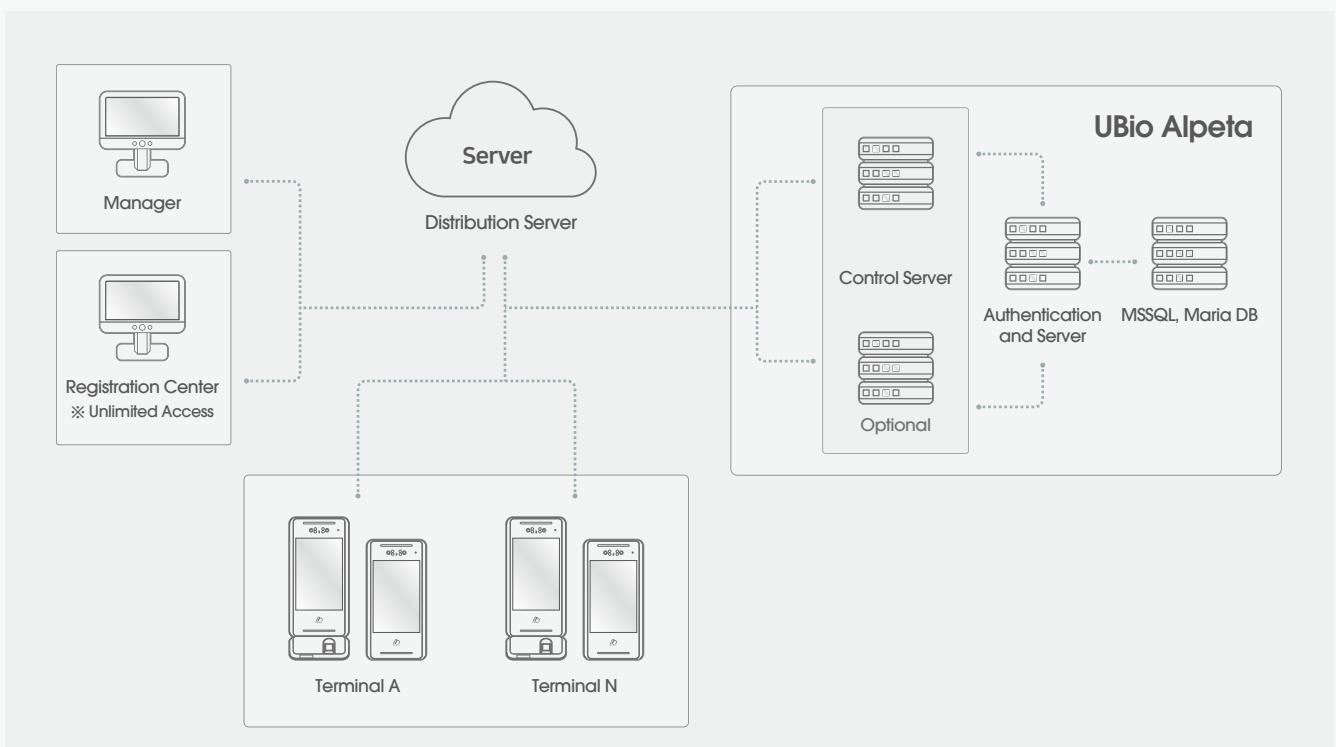 Manager
Registration Center
※ Unlimited Access
Server
Distribution Server
UBio Alpeta
Control Server
Optional
Authentication
and Server
MSSQL, Maria DB
Terminal A
Terminal N